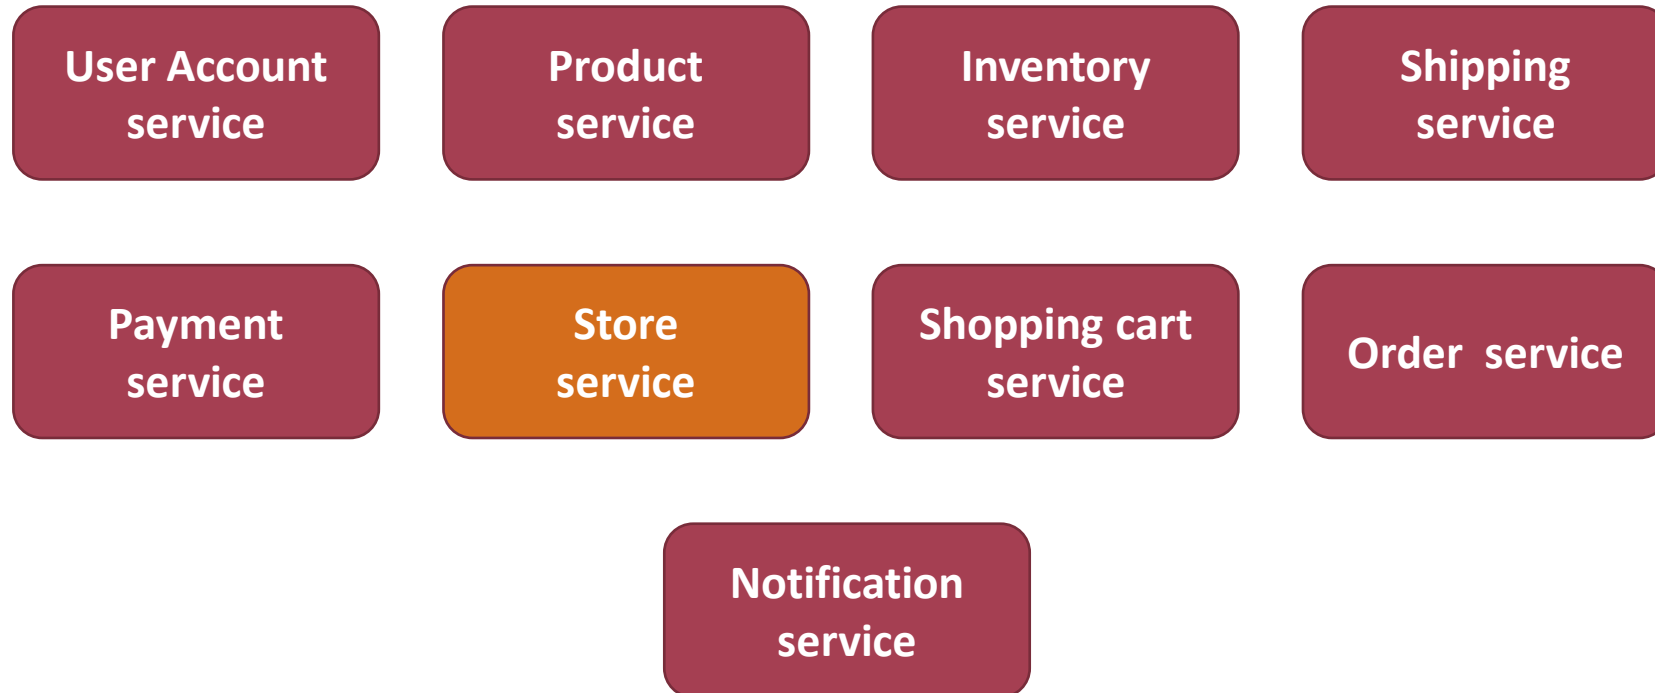 User Account
service
Product
service
Inventory
service
Shipping
service
Payment
service
Store
service
Shopping cart
service
Order  service
Notification
service